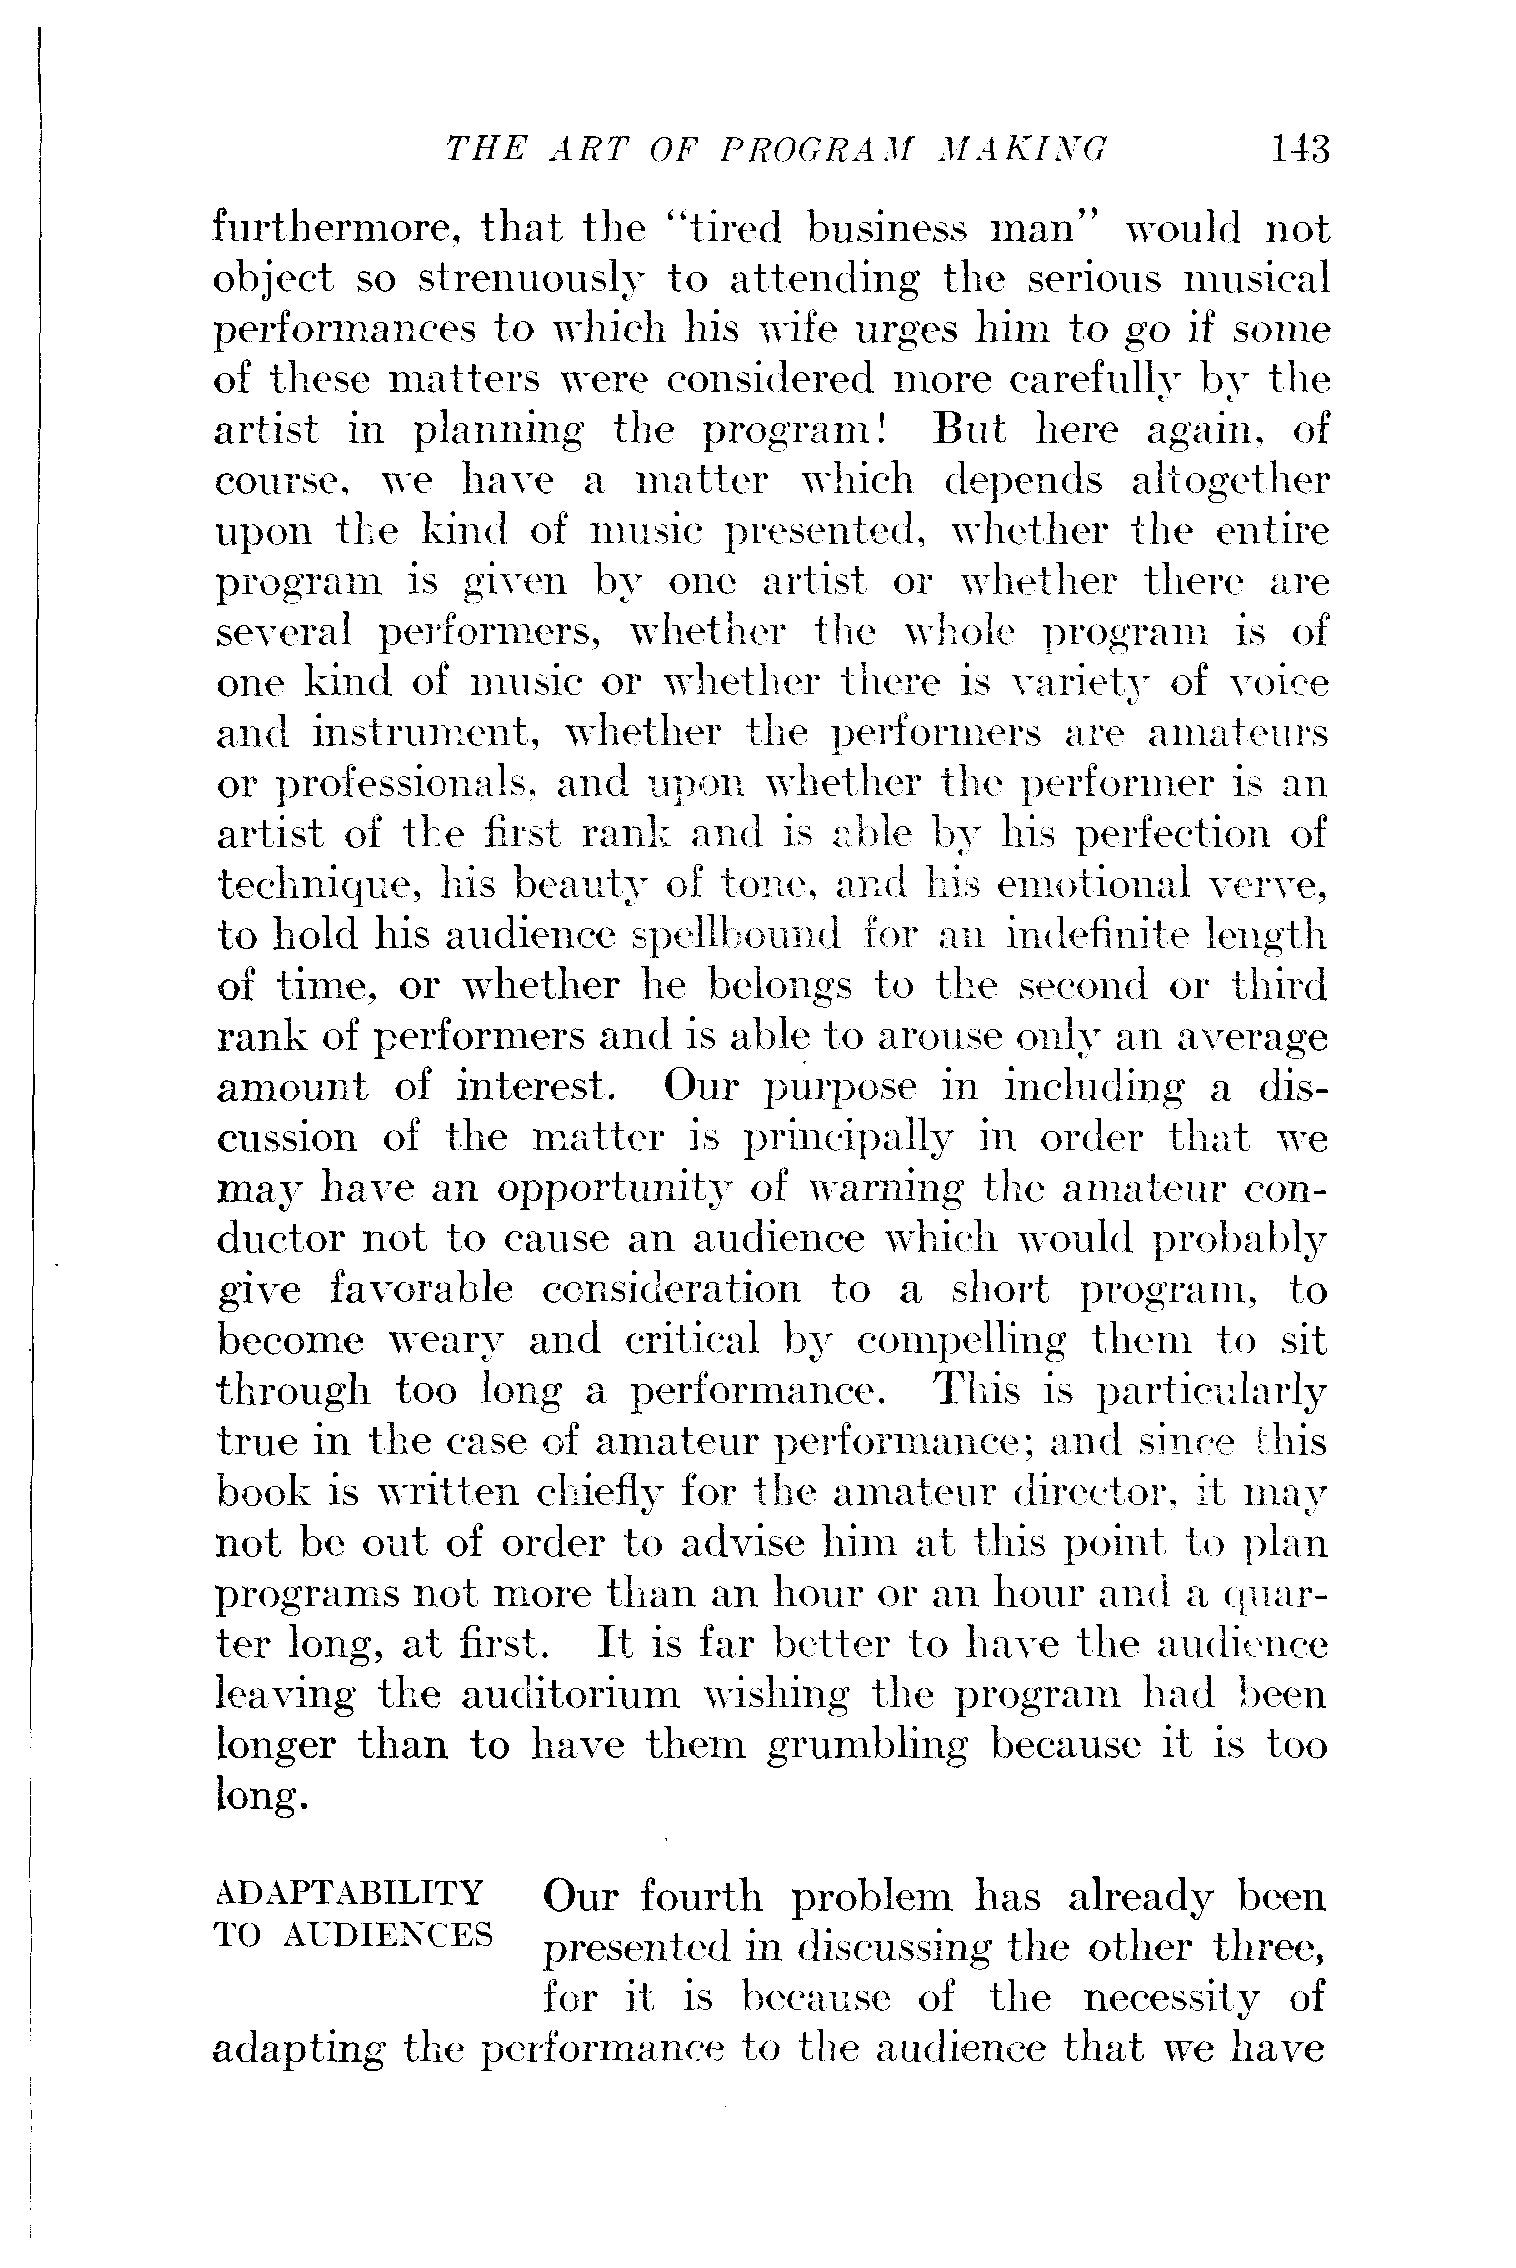 THE ART OF PROGRAM MAKING 143
furthermore, that the “tired business man” would not
object so strenuously to attending the serious musical
performances to which his wife urges him to go if some
of these matters were considered more carefully by the
artist in planning the program! But here again, of
course, we have a matter which depends altogether
upon the kind of music presented, whether the entire
program is given by one artist or whether there are
several performers, whether the whole program is of
one kind of music or whether there is variety of voice
and instrument, whether the performers are amateurs
or professionals, and upon whether the performer is an
artist of the first rank and is able by his perfection of
technique, his beauty of tone, and his emotional verve,
to hold his audience spellbound for an indefinite length
of time, or whether he belongs to the second or third
rank of performers and is able to arouse only an average
amount of interest. Our purpose in including a dis-
cussion of the matter is principally in order that we
may have an opportunity of warning the amateur con-
ductor not to cause an audience which would probably
give favorable consideration to a short program, to
become weary and critical by compelling them to sit
through too long a performance. This is particularly
true in the case of amateur performance; and since this
book is written chiefly for the amateur director, it may
not be out of order to advise him at this point to plan
programs not more than an hour or an hour and a quar-
ter long, at first. It is far better to have the audience
leaving the auditorium wishing the program had been
longer than to have them grumbling because it is too
long.
ADAPTABILITY
TO AUDIENCES
Our fourth problem has already been
presented in discussing the other three,
for it is because of the necessity of
adapting the performance to the audience that we have